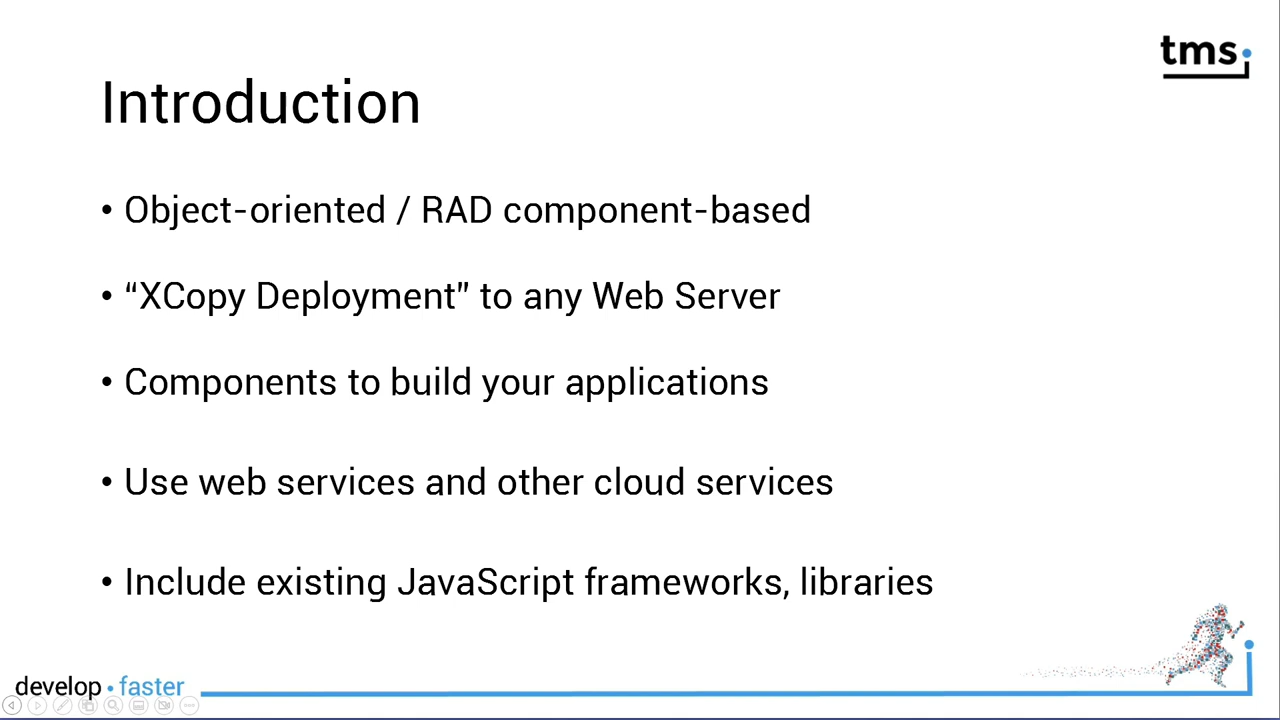 tms
Introduction
• Object-oriented / RAD component-based
• “XCopy Deployment” to any Web Server
• Components to build your applications
• Use web services and other cloud services
• Include existing JavaScript frameworks, libraries
develop • faster